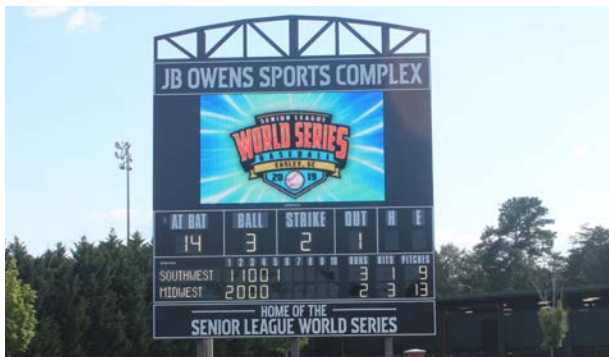 JB OWENS SPORTS COMPLEX
SENIOR LEAGUE
WORLD SERIES
BASEBALL
EASLEY, SC
20 19
AT BAT BALL STRIKE OUT H E
14 3 2 1
1 2 3 4 5 6 7 8 9 10 RUNS HITS PITCHES
SOUTHWEST 1 1 0 0 1 3 1 9
MIDWEST 2 0 0 0 2 3 13
HOME OF THE
SENIOR LEAGUE WORLD SERIES